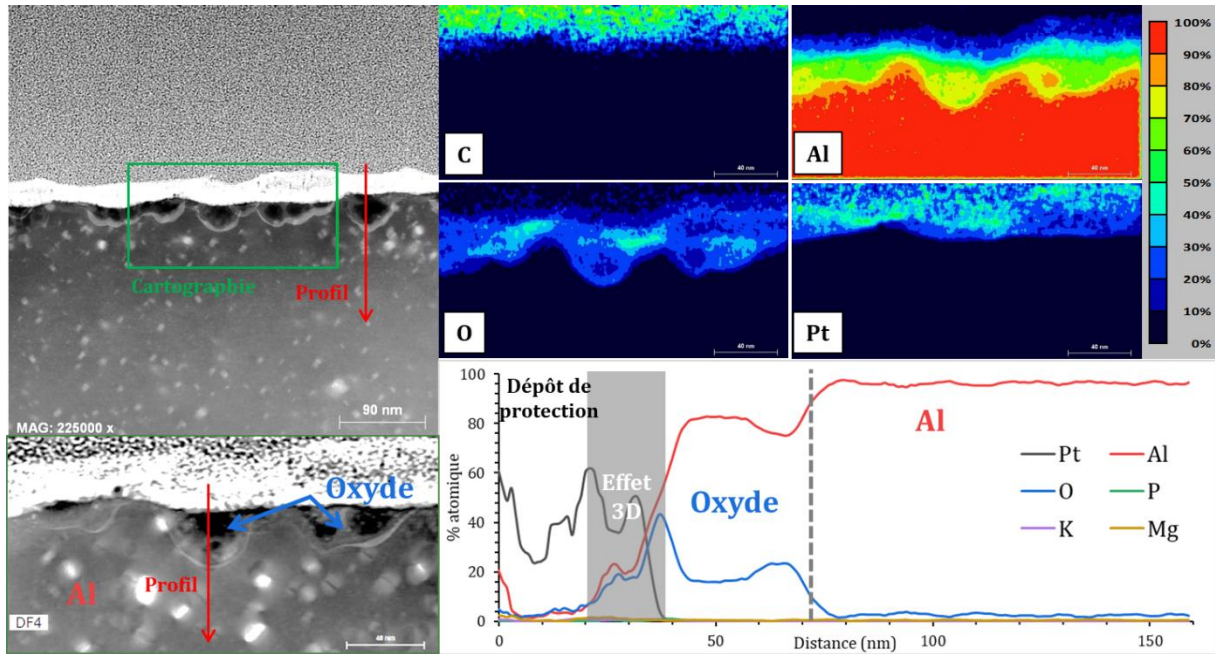 Cartographie
Profil
90 nm
MAG: 225000 x
Oxyde
Profil
Al
DF4
40 nm
C
40 nm
Al
40 nm
O
40 nm
Pt
40 nm
100%
90%
80%
70%
60%
50%
40%
30%
20%
10%
0%
100
80
60
40
20
0
% atomique
Dépôt de
protection
Effet
3D
Oxyde
Al
Pt
Al
O
P
K
Mg
0
50
100
150
Distance (nm)